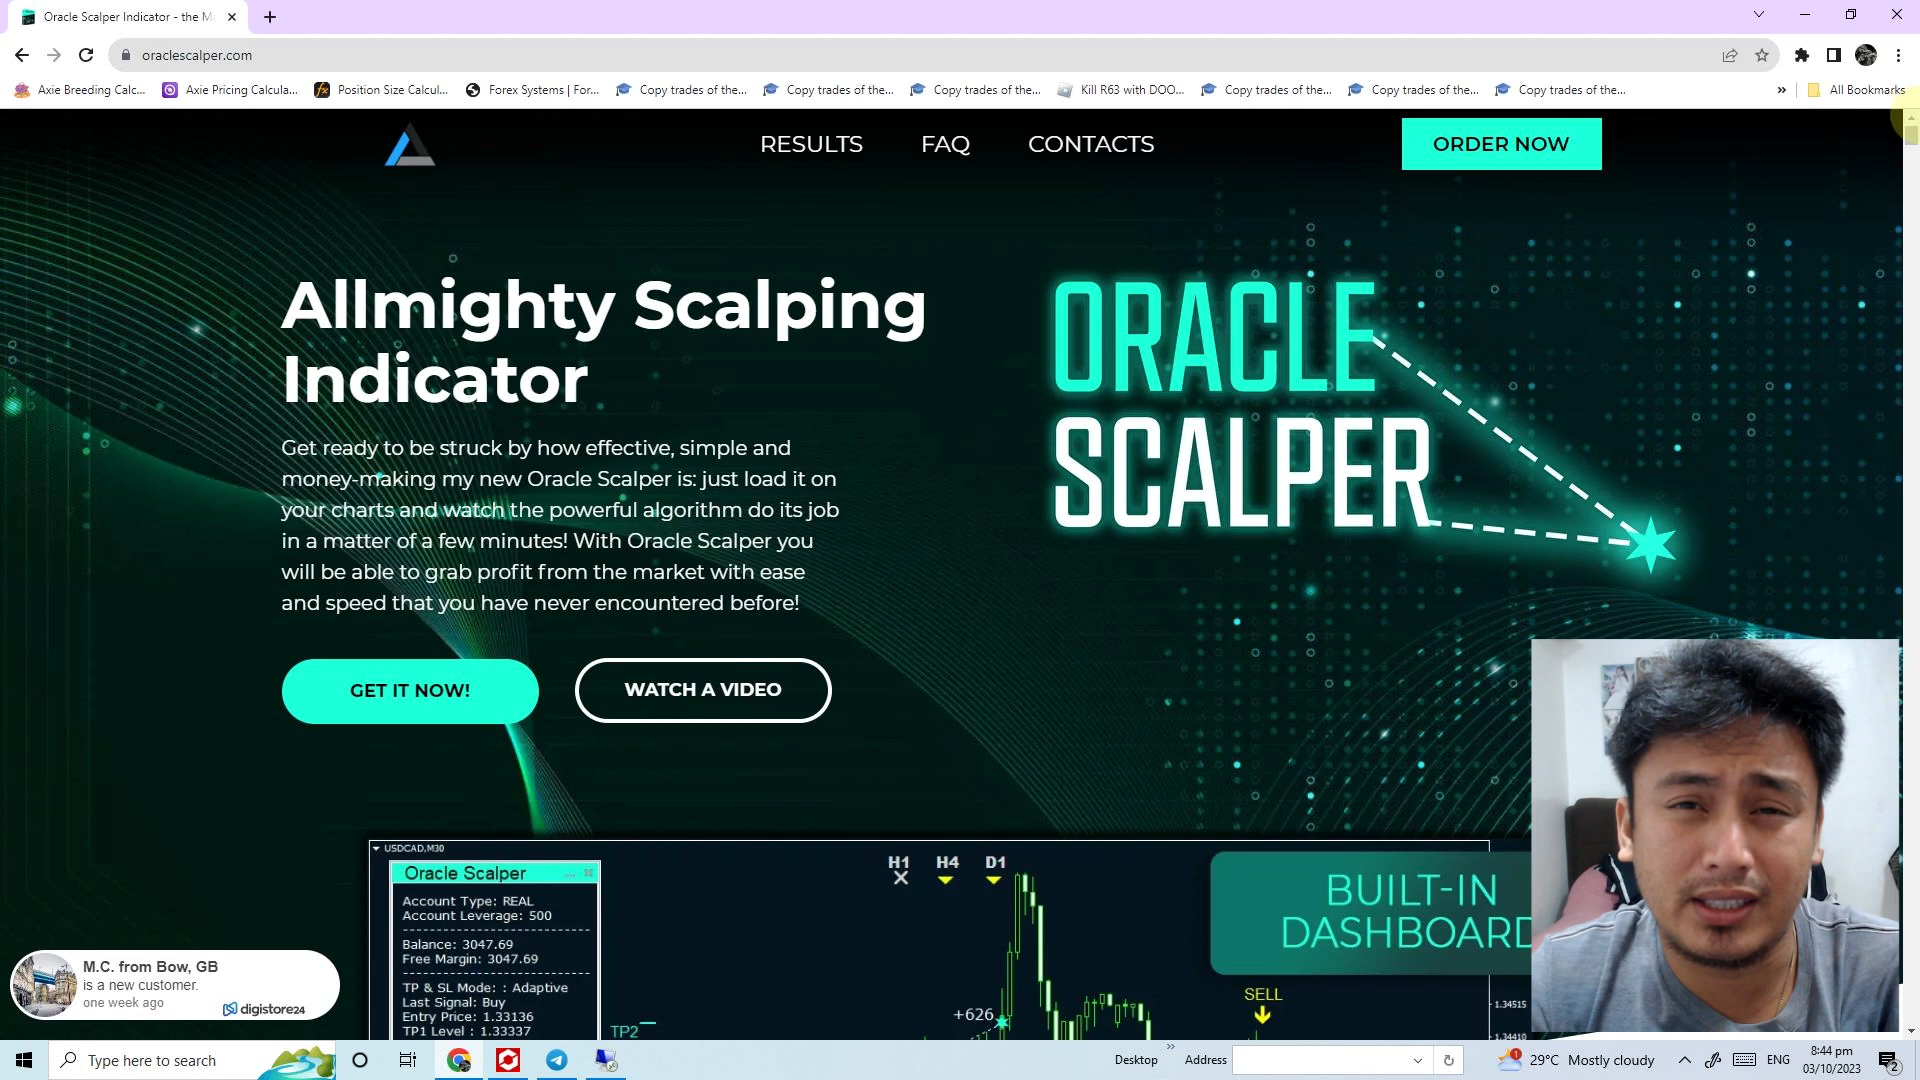 Oracle Scalper Indicator - the M
oraclescalper.com
Axie Breeding Calc...
Axie Pricing Calcula...
Position Size Calcul...
Forex Systems | For...
Copy trades of the...
Copy trades of the...
Copy trades of the...
Kill R63 with DOO...
Copy trades of the...
Copy trades of the...
Copy trades of the...
All Bookmarks
RESULTS
FAQ
CONTACTS
ORDER NOW
Allmighty Scalping
Indicator
Get ready to be struck by how effective, simple and
money-making my new Oracle Scalper is: just load it on
your charts and watch the powerful algorithm do its job
in a matter of a few minutes! With Oracle Scalper you
will be able to grab profit from the market with ease
and speed that you have never encountered before!
GET IT NOW!
WATCH A VIDEO
ORACLE
SCALPER
USDCAD,M30
Oracle Scalper
Account Type: REAL
Account Leverage: 500
Balance: 3047.69
Free Margin: 3047.69
TP & SL Mode: : Adaptive
Last Signal: Buy
Entry Price: 1.33136
TP1 Level : 1.33337
TP2
H1
H4
D1
+626
BUILT-IN
DASHBOARD
SELL
1.34515
1.34410
M.C. from Bow, GB
is a new customer.
one week ago
digistore24
Type here to search
Desktop
Address
1
29°C Mostly cloudy
ENG
8:44 pm
03/10/2023
2